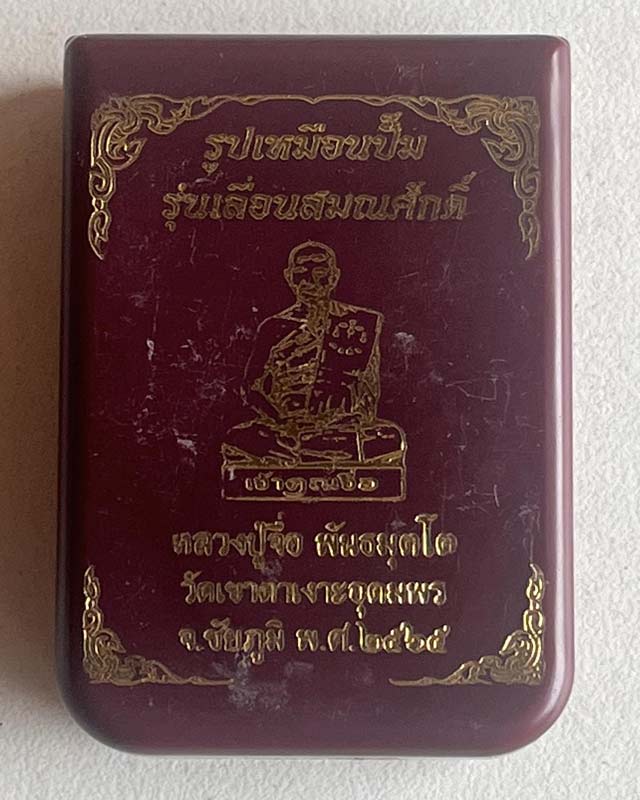 รูปเหมือนปั๊ม
รุ่นเลื่อนสมณศักดิ์
เจ้าคุณจื่อ
หลวงปู่จื่อ พันธมุตโต
วัดเขาตาเงาะอุดมพร
จ.ชัยภูมิ พ.ศ.๒๕๖๕